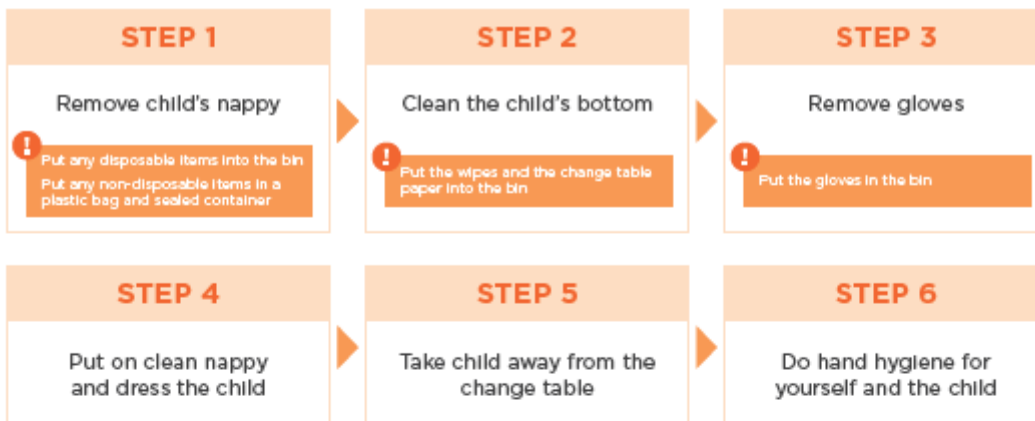 STEP 1
Remove child's nappy
!
Put any disposable items into the bin
Put any non-disposable items in a
plastic bag and sealed container
STEP 2
Clean the child's bottom
!
Put the wipes and the change table
paper into the bin
STEP 3
Remove gloves
!
Put the gloves in the bin
STEP 4
Put on clean nappy
and dress the child
STEP 5
Take child away from the
change table
STEP 6
Do hand hygiene for
yourself and the child